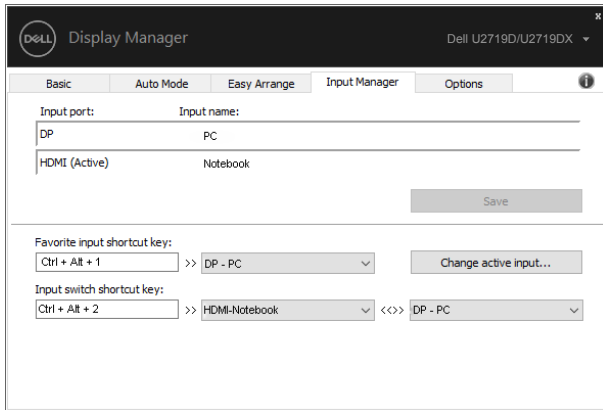 x
DELL Display Manager Dell U2719D/U2719DX
Basic Auto Mode Easy Arrange Input Manager Options i
Input port: Input name:
DP PC
HDMI (Active) Notebook
Save
Favorite input shortcut key:
Ctrl + Alt + 1 >> DP - PC Change active input...
Input switch shortcut key:
Ctrl + Alt + 2 >> HDMI-Notebook <<>> DP - PC